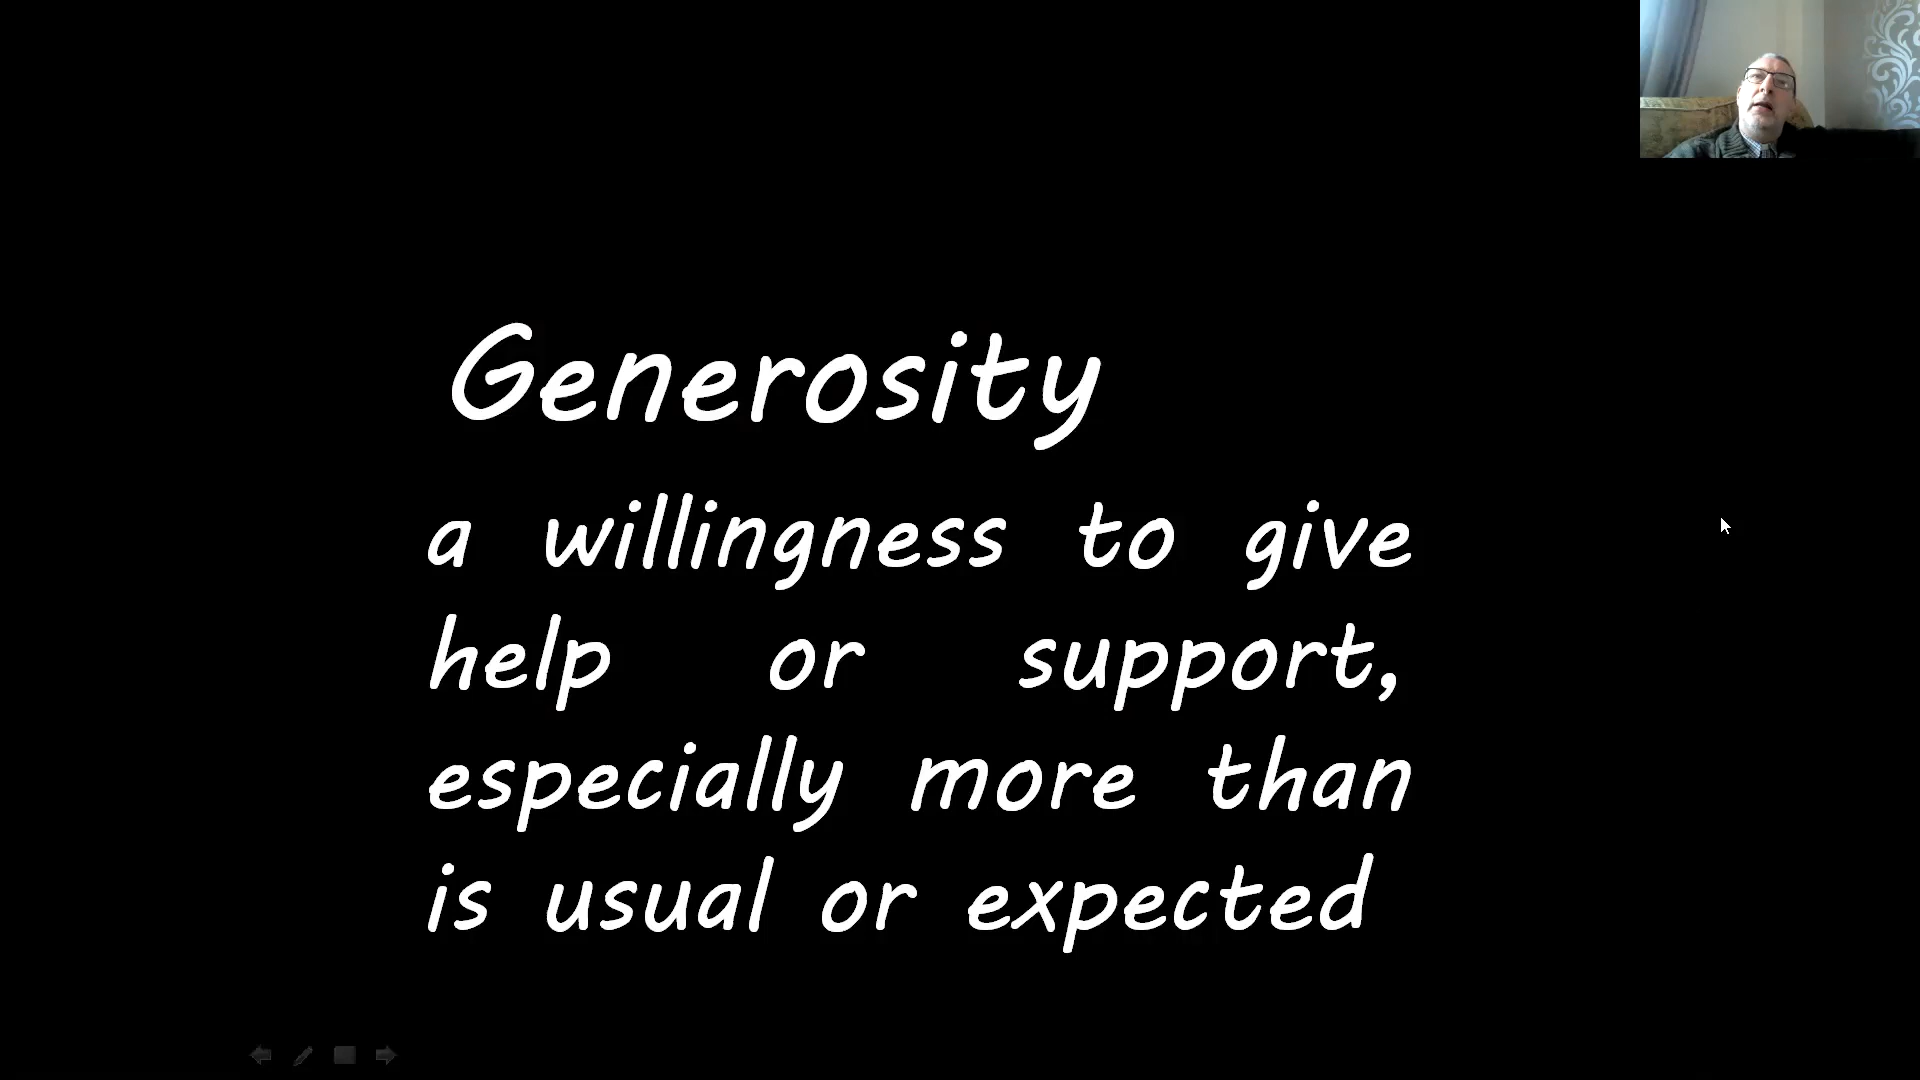 Generosity
a willingness to give
help or support,
especially more than
is usual or expected